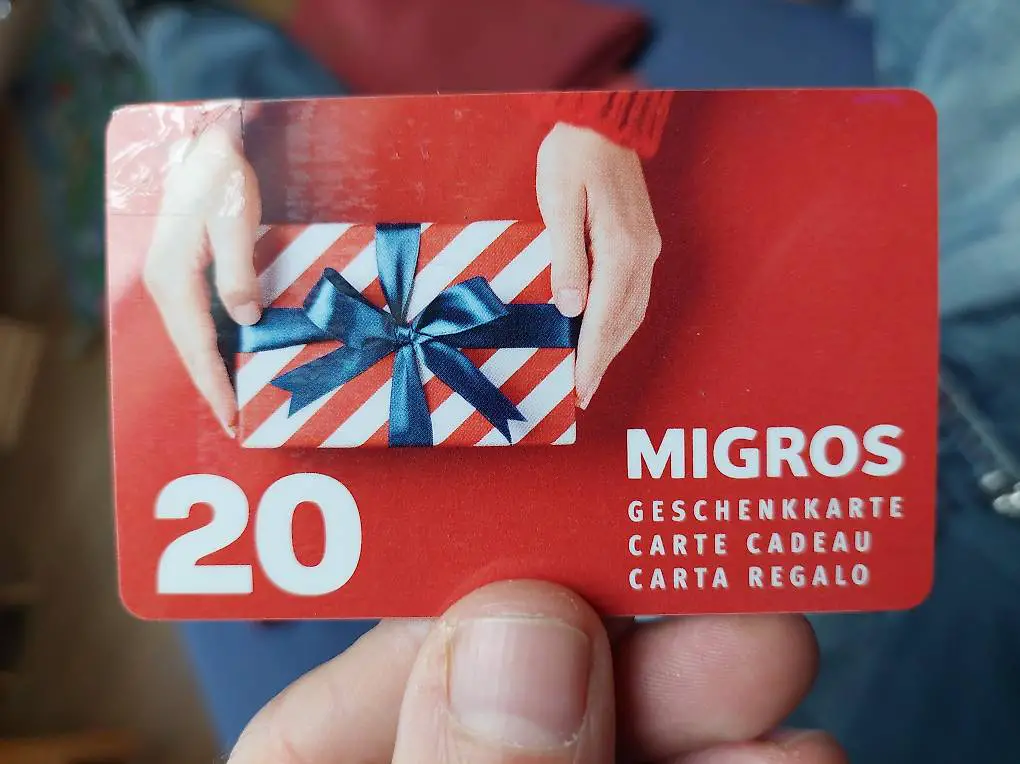 20
MIGROS
GESCHENKKARTE
CARTE CADEAU
CARTA REGALO